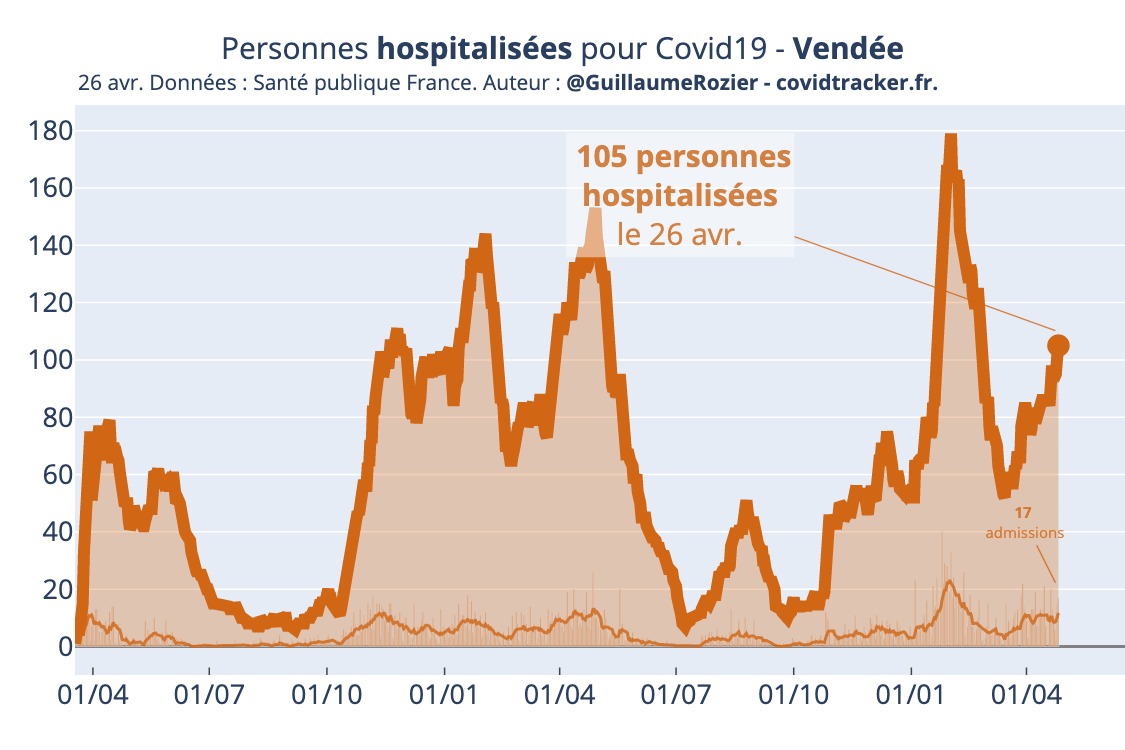 Personnes hospitalisées pour Covid19 - Vendée
26 avr. Données : Santé publique France. Auteur : @GuillaumeRozier - covidtracker.fr.
180
105 personnes
hospitalisées
le 26 avr.
160
140
120
100
80
60
40
20
0
17
admissions
01/04 01/07 01/10 01/01 01/04 01/07 01/10 01/01 01/04